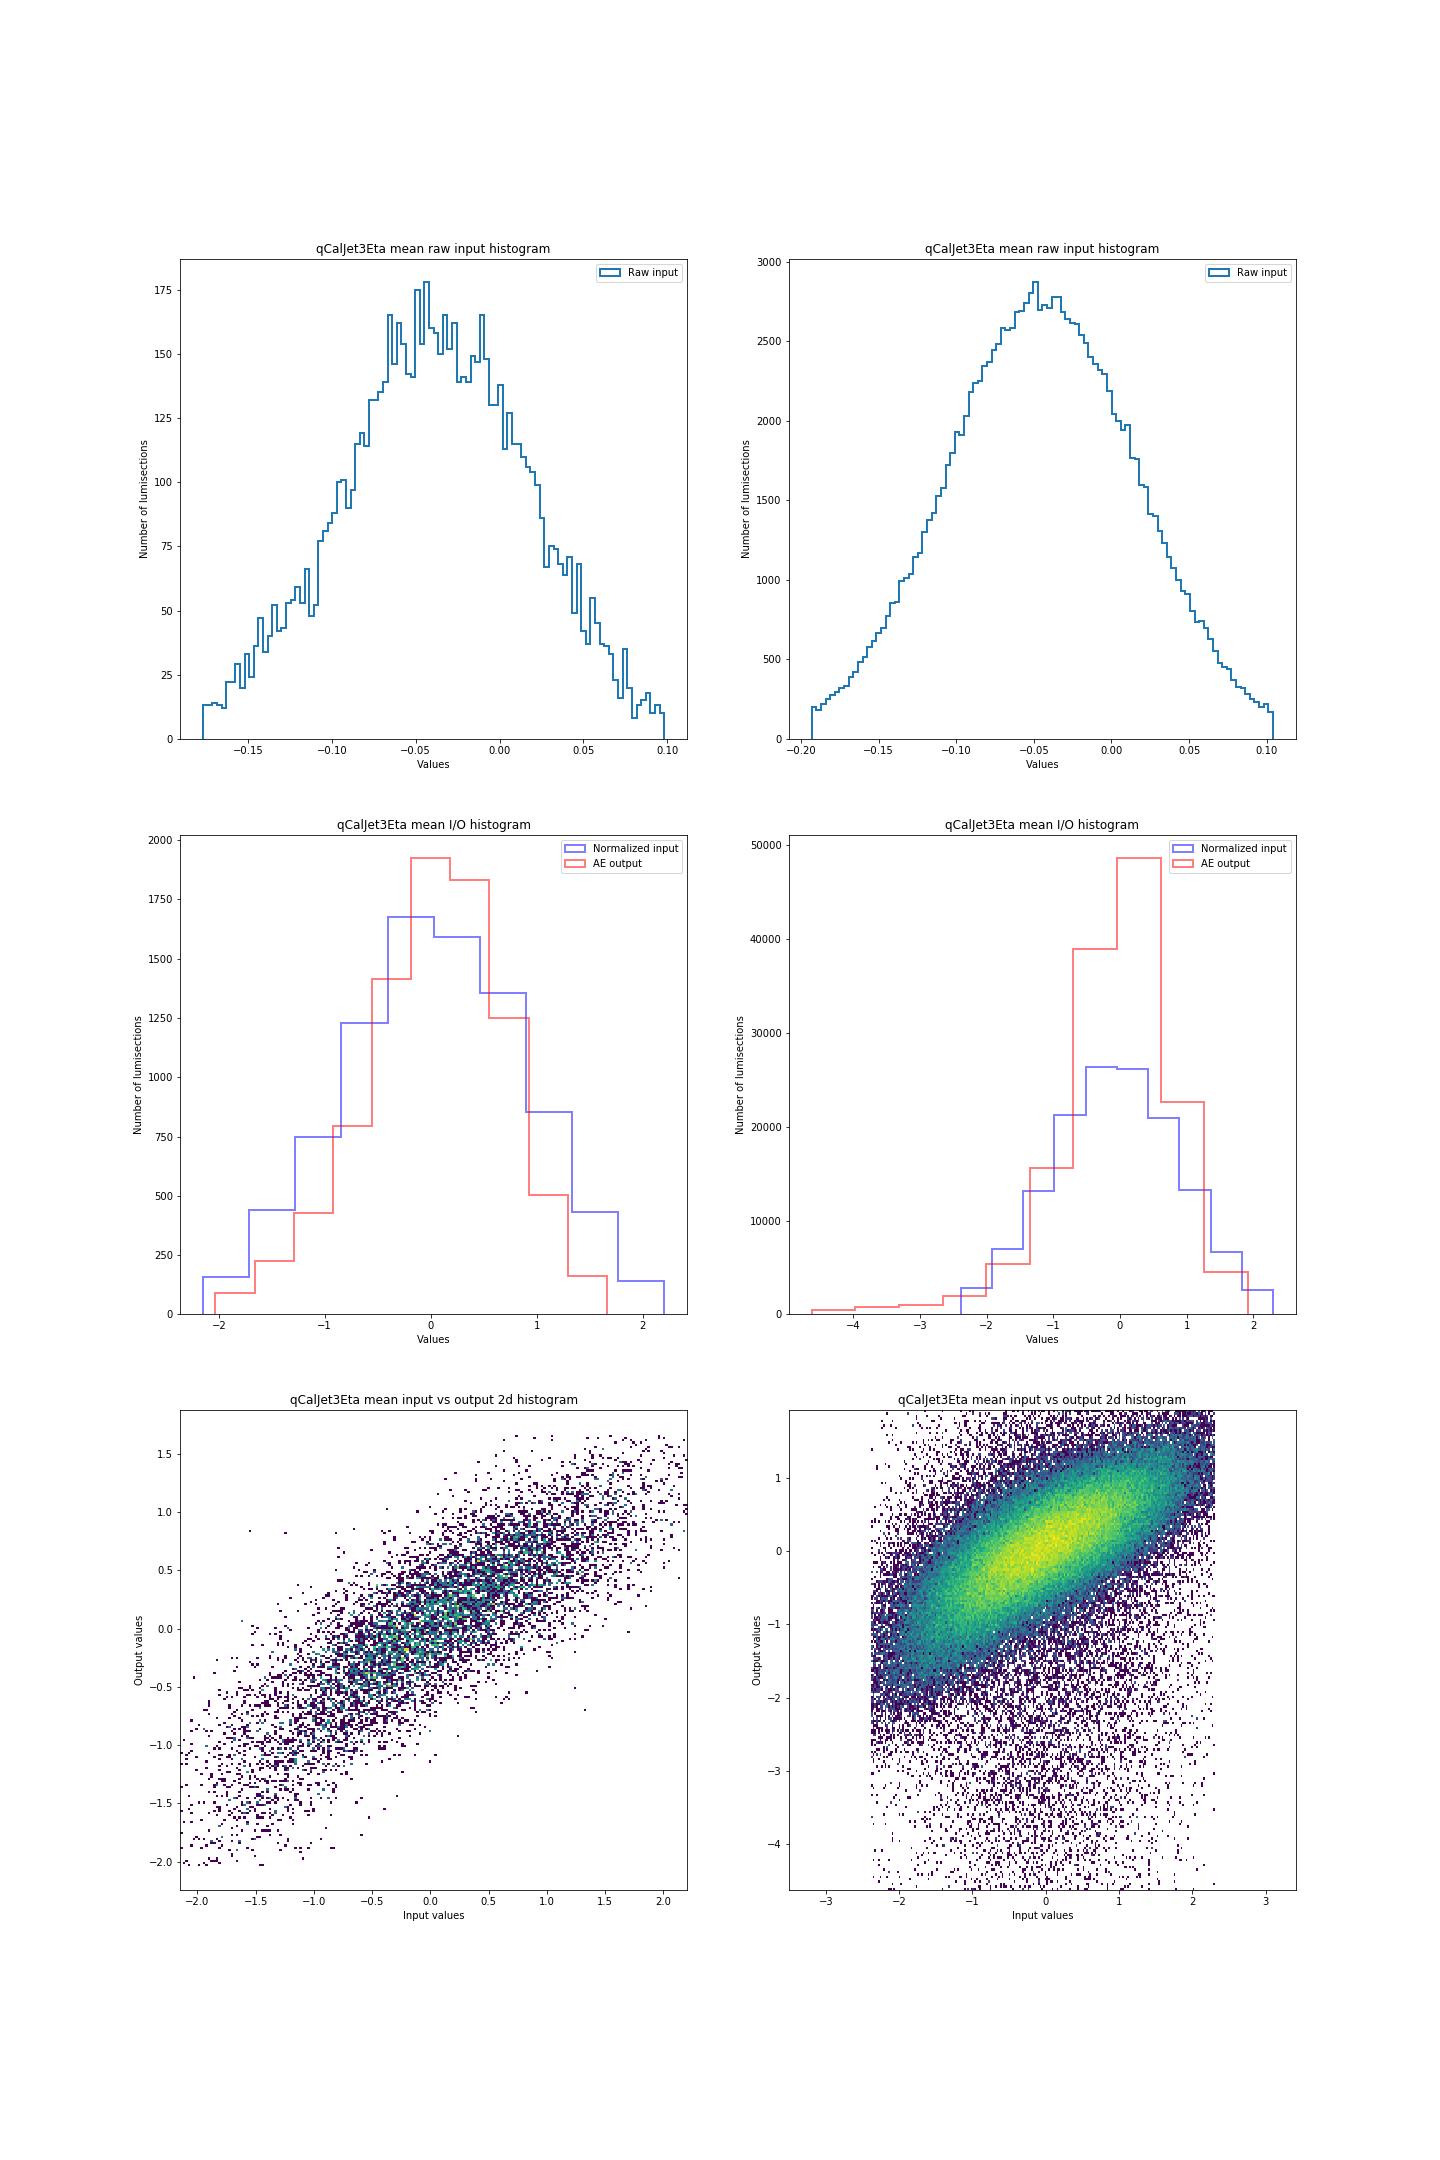 qCalJet3Eta mean raw input histogram
Raw input
175
150
125
100
75
50
25
0
Number of lumisections
−0.15 −0.10 −0.05 0.00 0.05 0.10
Values
qCalJet3Eta mean raw input histogram
Raw input
3000
2500
2000
1500
1000
500
0
Number of lumisections
−0.20 −0.15 −0.10 −0.05 0.00 0.05 0.10
Values
qCalJet3Eta mean I/O histogram
Normalized input
AE output
2000
1750
1500
1250
1000
750
500
250
0
Number of lumisections
−2 −1 0 1 2
Values
qCalJet3Eta mean I/O histogram
Normalized input
AE output
50000
40000
30000
20000
10000
0
Number of lumisections
−4 −3 −2 −1 0 1 2
Values
qCalJet3Eta mean input vs output 2d histogram
1.5
1.0
0.5
0.0
−0.5
−1.0
−1.5
−2.0
Output values
−2.0 −1.5 −1.0 −0.5 0.0 0.5 1.0 1.5 2.0
Input values
qCalJet3Eta mean input vs output 2d histogram
1
0
−1
−2
−3
−4
Output values
−3 −2 −1 0 1 2 3
Input values